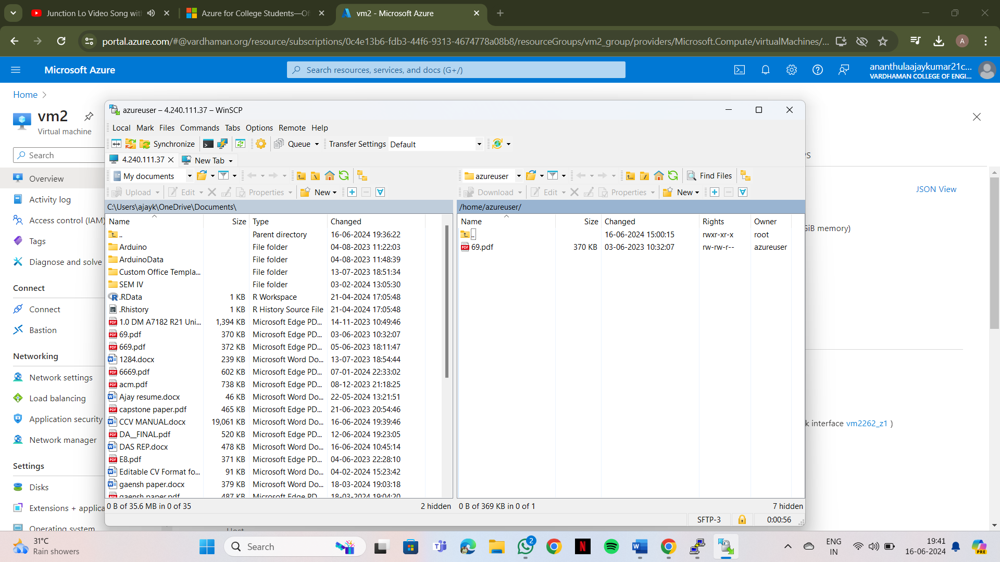 Junction Lo Video Song with
Azure for College Students—Of
vm2 - Microsoft Azure
portal.azure.com/#@vardhaman.org/resource/subscriptions/0c4e13b6-fdb3-44f6-9313-4674778a08b8/resourceGroups/vm2_group/providers/Microsoft.Compute/virtualMachines/...
A
Microsoft Azure
Search resources, services, and docs (G+/)
ananthulaajaykumar21c...
VARDHAMAN COLLEGE OF ENGI...
Home
vm2
Virtual machine
Search
Overview
Activity log
Access control (IAM)
Tags
Diagnose and solve
Connect
Connect
Bastion
Networking
Network settings
Load balancing
Application security
Network manager
Settings
Disks
Extensions + applica
Operating system
JSON View
GiB memory)
k interface vm2262_z1 )
Host
azureuser – 4.240.111.37 – WinSCP
Local Mark Files Commands Tabs Options Remote Help
Synchronize Queue Transfer Settings Default
4.240.111.37 New Tab
My documents
Upload Edit Properties New
C:\Users\ajayk\OneDrive\Documents\
Name Size Type Changed
.. Parent directory 16-06-2024 19:36:22
Arduino File folder 04-08-2023 11:22:03
ArduinoData File folder 04-08-2023 11:48:39
Custom Office Templa... File folder 13-07-2023 18:51:34
SEM IV File folder 03-02-2024 13:05:30
.RData 1 KB R Workspace 21-04-2024 17:05:48
.Rhistory 1 KB R History Source File 21-04-2024 17:05:48
1.0 DM A7182 R21 Uni... 1,394 KB Microsoft Edge PD... 14-11-2023 10:49:46
69.pdf 370 KB Microsoft Edge PD... 03-06-2023 10:32:07
669.pdf 372 KB Microsoft Edge PD... 05-06-2023 18:11:47
1284.docx 239 KB Microsoft Word Do... 13-07-2023 18:54:44
6669.pdf 602 KB Microsoft Edge PD... 07-01-2024 22:33:02
acm.pdf 738 KB Microsoft Edge PD... 08-12-2023 21:18:25
Ajay resume.docx 46 KB Microsoft Word Do... 22-05-2024 13:21:51
capstone paper.pdf 465 KB Microsoft Edge PD... 21-06-2023 20:54:46
CCV MANUAL.docx 19,061 KB Microsoft Word Do... 16-06-2024 19:39:46
DA__FINAL.pdf 520 KB Microsoft Edge PD... 12-06-2024 19:23:05
DAS REP.docx 478 KB Microsoft Word Do... 16-06-2024 10:45:14
E8.pdf 371 KB Microsoft Edge PD... 04-06-2023 22:28:10
Editable CV Format fo... 91 KB Microsoft Word Do... 04-02-2024 15:23:42
gaensh paper.docx 379 KB Microsoft Word Do... 18-03-2024 19:03:18
gaensh paper.pdf 487 KB Microsoft Edge PD... 18-03-2024 19:04:20
0 B of 35.6 MB in 0 of 35 2 hidden
azureuser Find Files
Download Edit Properties New
/home/azureuser/
Name Size Changed Rights Owner
.. 16-06-2024 15:00:15 rwxr-xr-x root
69.pdf 370 KB 03-06-2023 10:32:07 rw-rw-r-- azureuser
0 B of 369 KB in 0 of 1 7 hidden
SFTP-3 0:00:56
31°C
Rain showers
Search
2
ENG
IN
19:41
16-06-2024
PRE